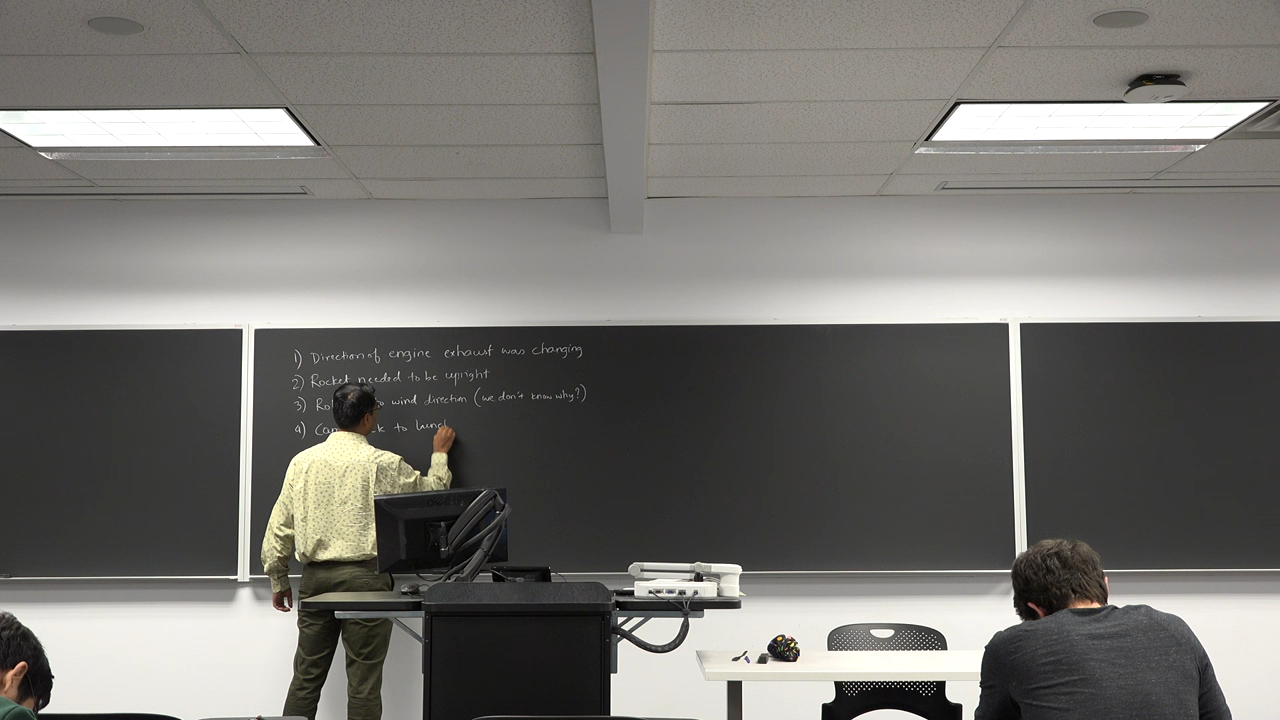 1) Direction of engine exhaust was changing
2) Rocket needed to be upright
3) wind direction (we don't know why?)
4) to